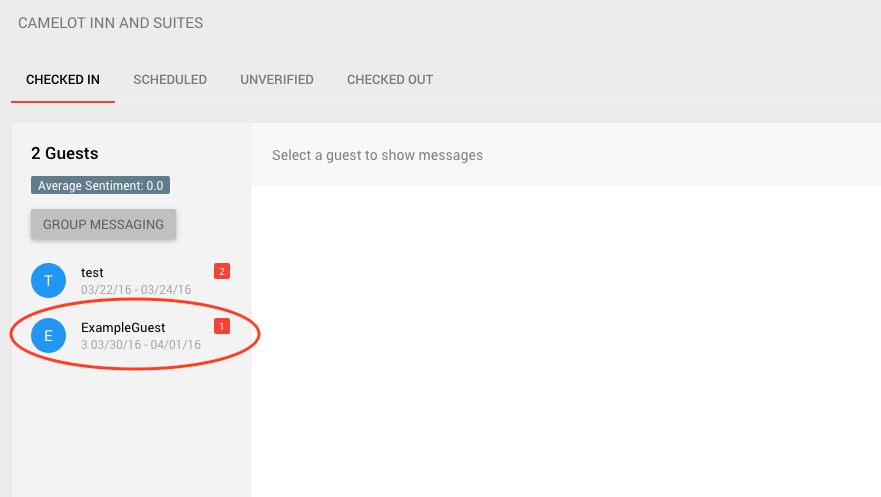 CAMELOT INN AND SUITES
CHECKED IN SCHEDULED UNVERIFIED CHECKED OUT
2 Guests
Average Sentiment: 0.0
GROUP MESSAGING
T
test
2
03/22/16 - 03/24/16
E
ExampleGuest
1
3 03/30/16 - 04/01/16
Select a guest to show messages